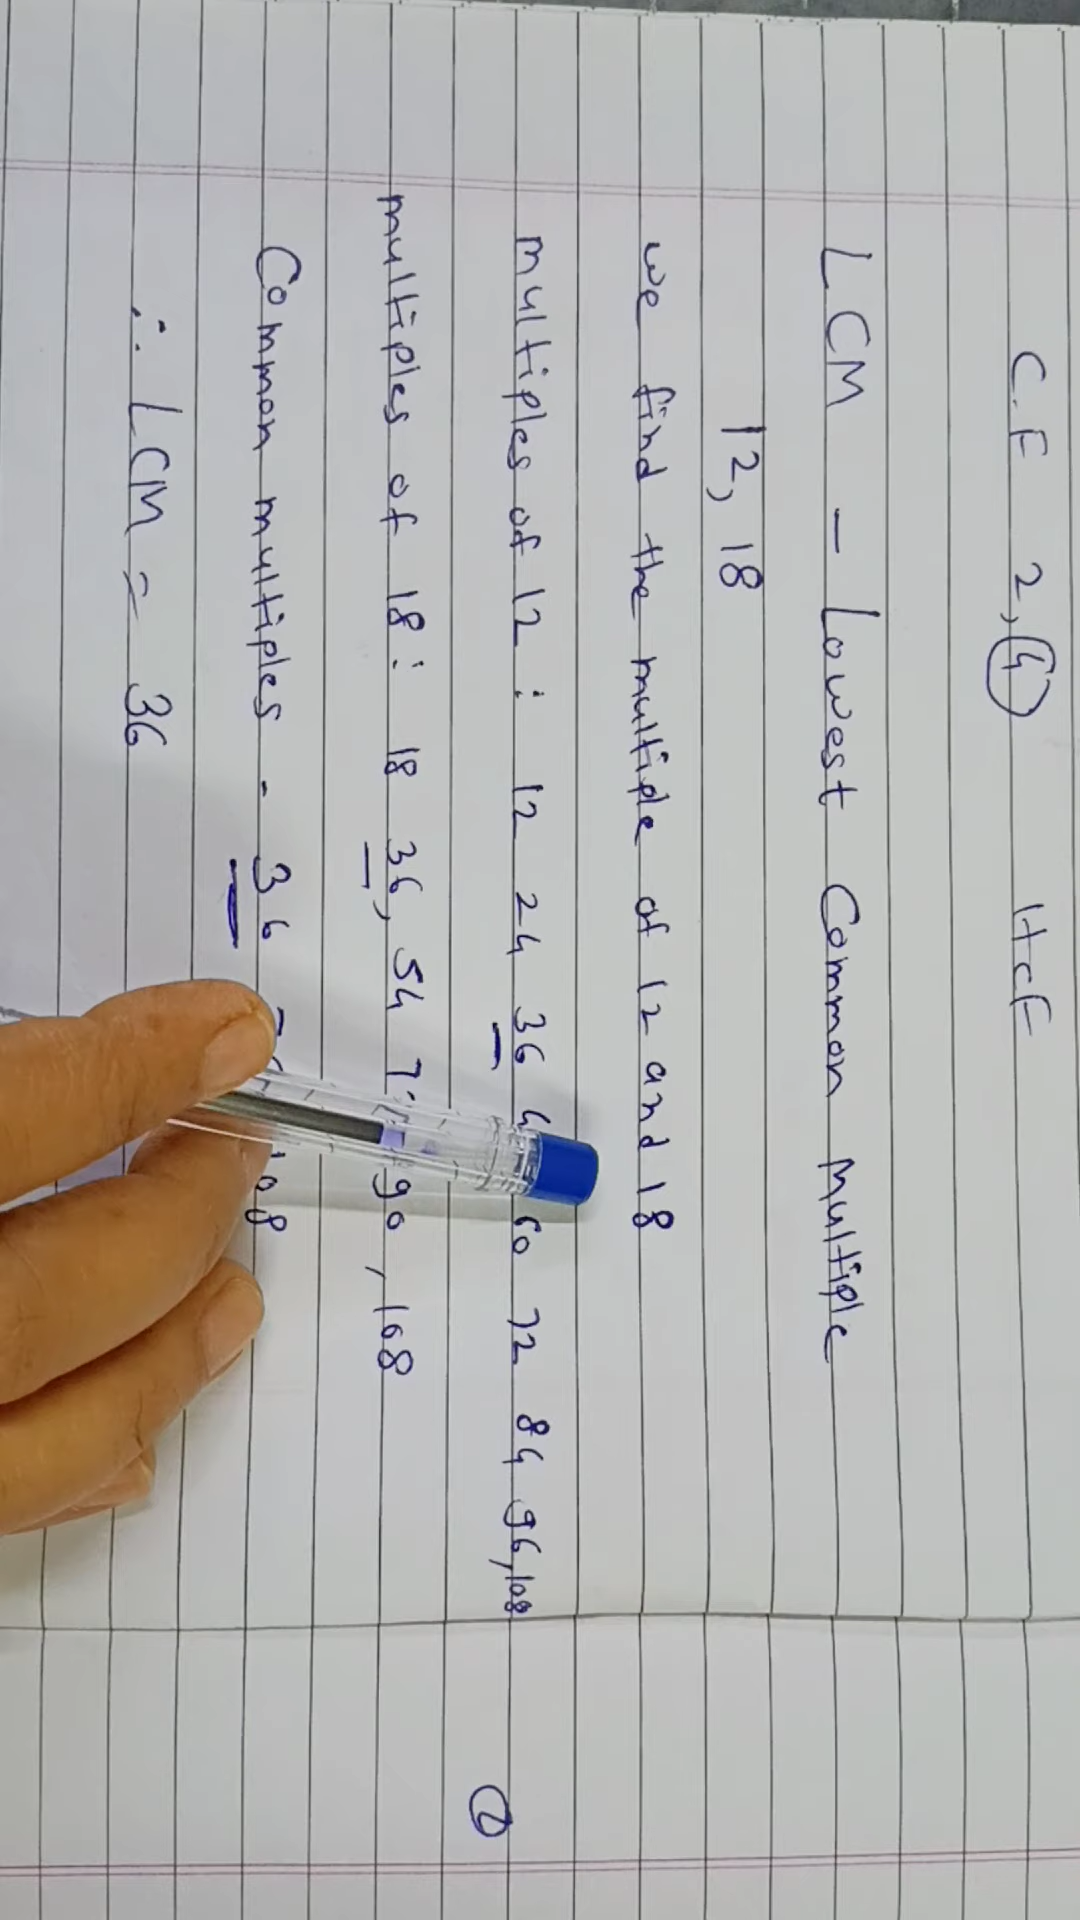 C.F 2, 4 HCF
LCM - Lowest Common Multiple
12, 18
we find the multiple of 12 and 18
multiples of 12 : 12 24 36 60 72 84 96, 108
multiples of 18 : 18 36, 54 90, 108
Common multiples - 36
∴ LCM = 36